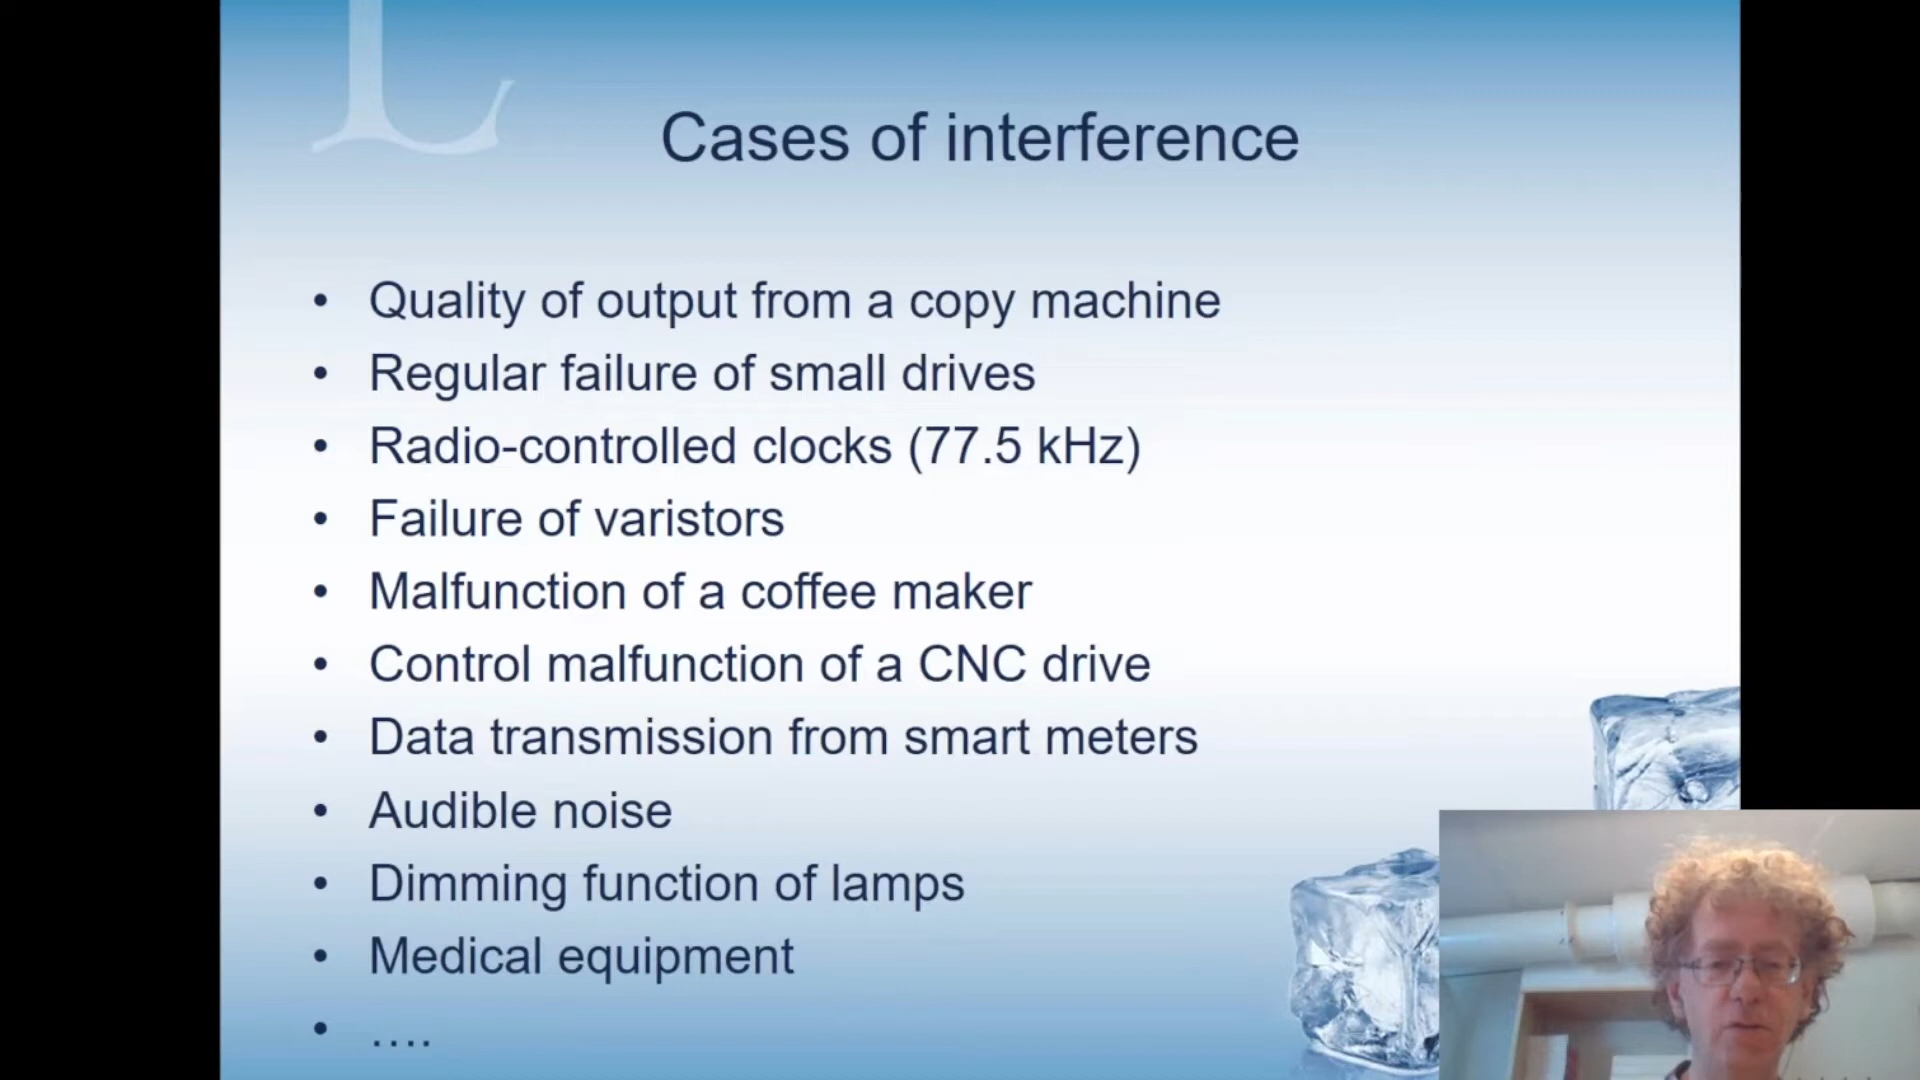 L
Cases of interference
• Quality of output from a copy machine
• Regular failure of small drives
• Radio-controlled clocks (77.5 kHz)
• Failure of varistors
• Malfunction of a coffee maker
• Control malfunction of a CNC drive
• Data transmission from smart meters
• Audible noise
• Dimming function of lamps
• Medical equipment
• ....